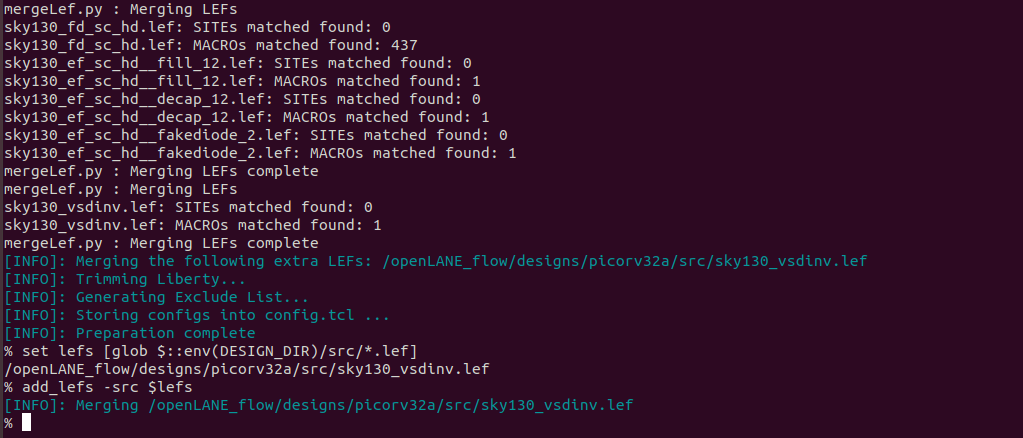 mergeLef.py : Merging LEFs
sky130_fd_sc_hd.lef: SITEs matched found: 0
sky130_fd_sc_hd.lef: MACROs matched found: 437
sky130_ef_sc_hd__fill_12.lef: SITEs matched found: 0
sky130_ef_sc_hd__fill_12.lef: MACROs matched found: 1
sky130_ef_sc_hd__decap_12.lef: SITEs matched found: 0
sky130_ef_sc_hd__decap_12.lef: MACROs matched found: 1
sky130_ef_sc_hd__fakediode_2.lef: SITEs matched found: 0
sky130_ef_sc_hd__fakediode_2.lef: MACROs matched found: 1
mergeLef.py : Merging LEFs complete
mergeLef.py : Merging LEFs
sky130_vsdinv.lef: SITEs matched found: 0
sky130_vsdinv.lef: MACROs matched found: 1
mergeLef.py : Merging LEFs complete
[INFO]: Merging the following extra LEFs: /openLANE_flow/designs/picorv32a/src/sky130_vsdinv.lef
[INFO]: Trimming Liberty...
[INFO]: Generating Exclude List...
[INFO]: Storing configs into config.tcl ...
[INFO]: Preparation complete
% set lefs [glob $::env(DESIGN_DIR)/src/*.lef]
/openLANE_flow/designs/picorv32a/src/sky130_vsdinv.lef
% add_lefs -src $lefs
[INFO]: Merging /openLANE_flow/designs/picorv32a/src/sky130_vsdinv.lef
%